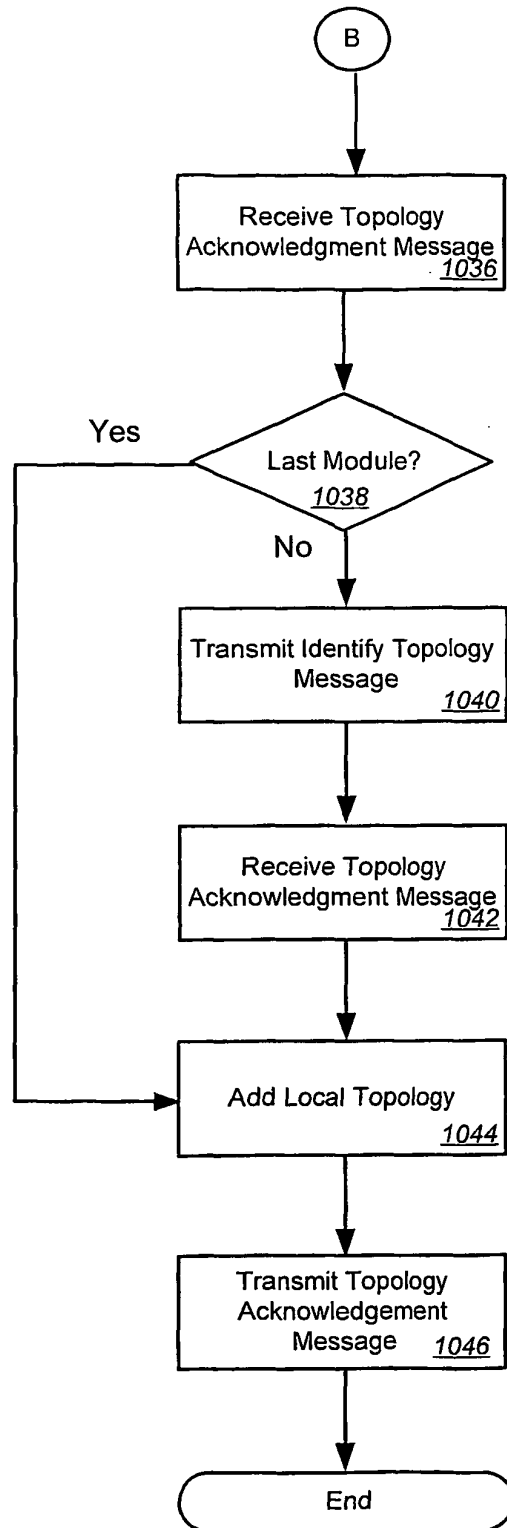 B
Receive Topology
Acknowledgment Message
1036
Yes
Last Module?
1038
No
Transmit Identify Topology
Message
1040
Receive Topology
Acknowledgment Message
1042
Add Local Topology
1044
Transmit Topology
Acknowledgement
Message
1046
End